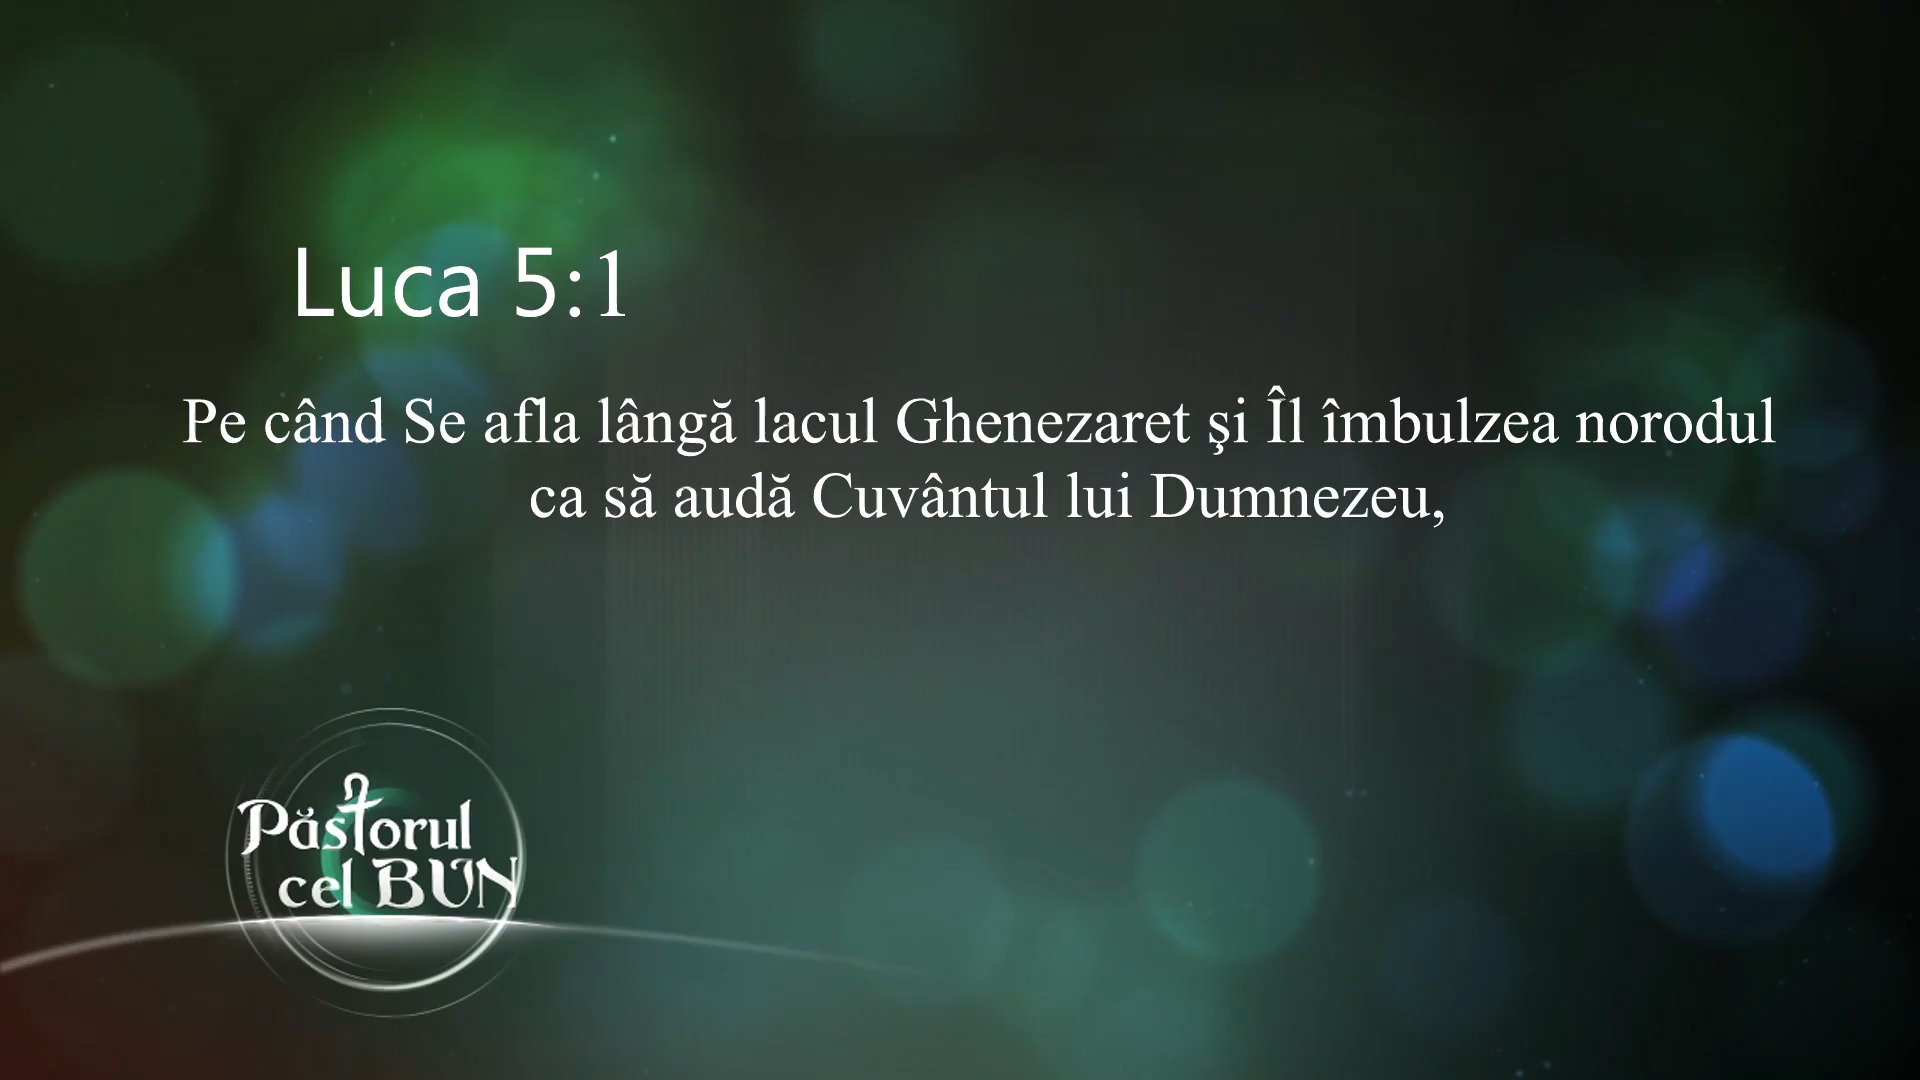 Luca 5:1
Pe când Se afla lângă lacul Ghenezaret şi Îl îmbulzea norodul
ca să audă Cuvântul lui Dumnezeu,
Păstorul
cel BUN